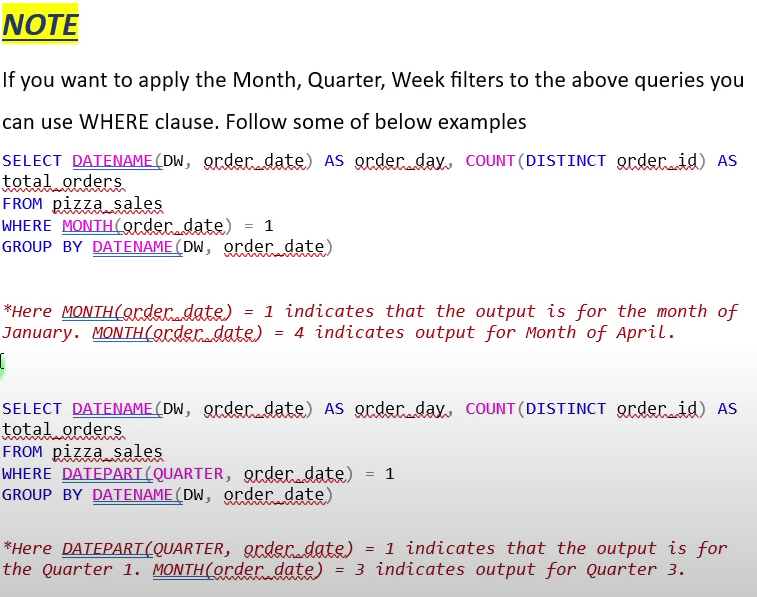 NOTE
If you want to apply the Month, Quarter, Week filters to the above queries you
can use WHERE clause. Follow some of below examples
SELECT DATENAME(DW, order_date) AS order_day, COUNT(DISTINCT order_id) AS
total_orders
FROM pizza_sales
WHERE MONTH(order_date) = 1
GROUP BY DATENAME(DW, order_date)
*Here MONTH(order_date) = 1 indicates that the output is for the month of
January. MONTH(order_date) = 4 indicates output for Month of April.
SELECT DATENAME(DW, order_date) AS order_day, COUNT(DISTINCT order_id) AS
total_orders
FROM pizza_sales
WHERE DATEPART(QUARTER, order_date) = 1
GROUP BY DATENAME(DW, order_date)
*Here DATEPART(QUARTER, order_date) = 1 indicates that the output is for
the Quarter 1. MONTH(order_date) = 3 indicates output for Quarter 3.